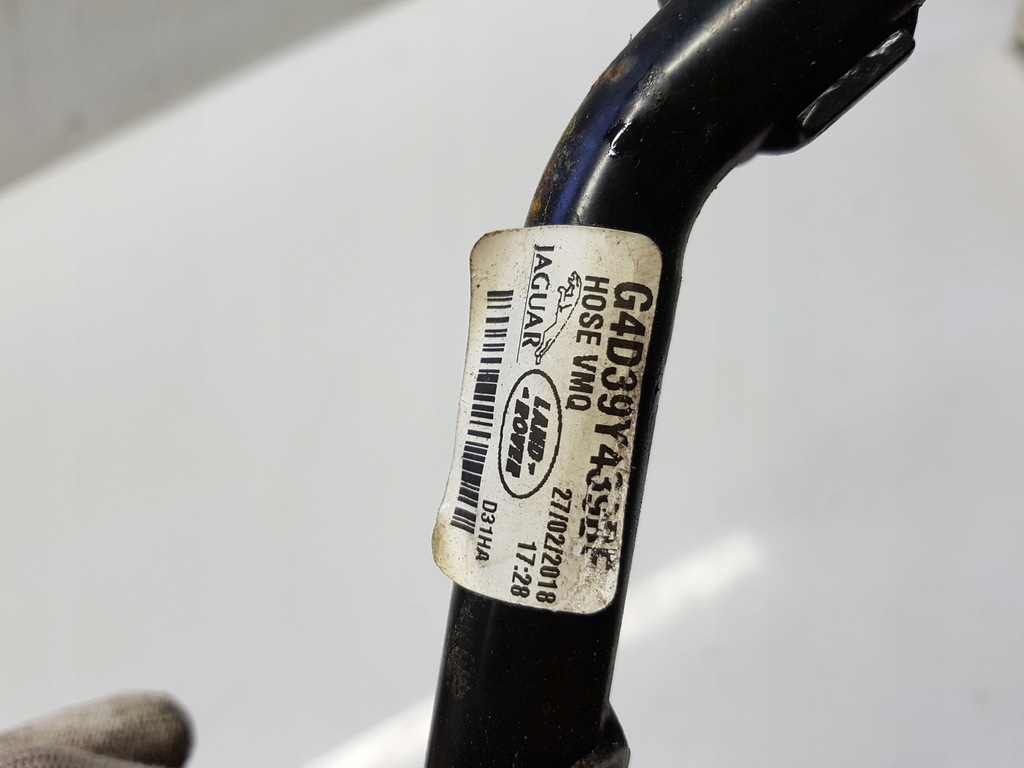 HOSE VMQ
JAGUAR
LAND-
-ROVER
27/02/2018
17:28
D31HA